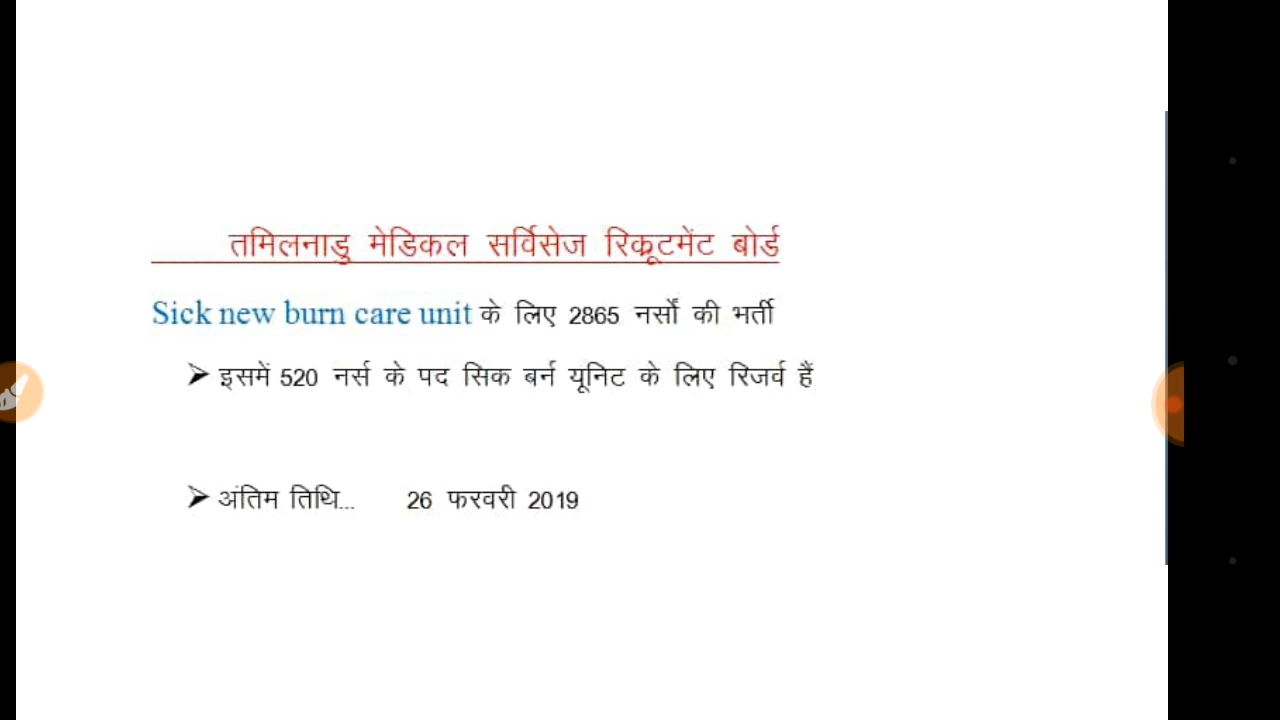 तमिलनाडु मेडिकल सर्विसेज रिक्रूटमेंट बोर्ड
Sick new burn care unit के लिए 2865 नर्सों की भर्ती
➢ इसमें 520 नर्स के पद सिक बर्न यूनिट के लिए रिजर्व हैं
➢ अंतिम तिथि... 26 फरवरी 2019